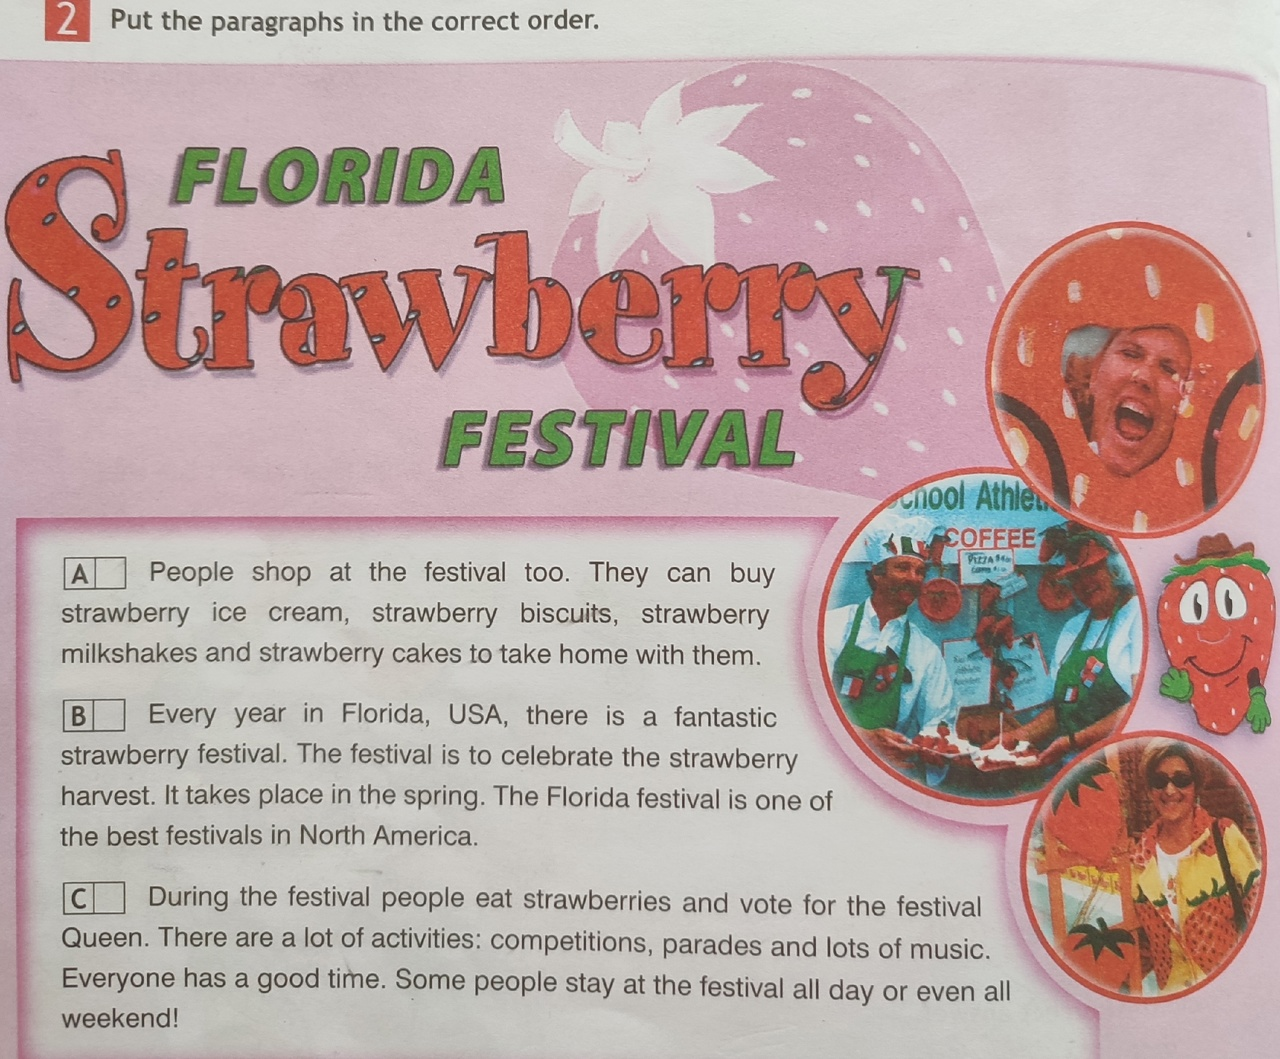 2 Put the paragraphs in the correct order.
FLORIDA
Strawberry
FESTIVAL
School Athlet
COFFEE
PIZZA
A People shop at the festival too. They can buy
strawberry ice cream, strawberry biscuits, strawberry
milkshakes and strawberry cakes to take home with them.
B Every year in Florida, USA, there is a fantastic
strawberry festival. The festival is to celebrate the strawberry
harvest. It takes place in the spring. The Florida festival is one of
the best festivals in North America.
C During the festival people eat strawberries and vote for the festival
Queen. There are a lot of activities: competitions, parades and lots of music.
Everyone has a good time. Some people stay at the festival all day or even all
weekend!